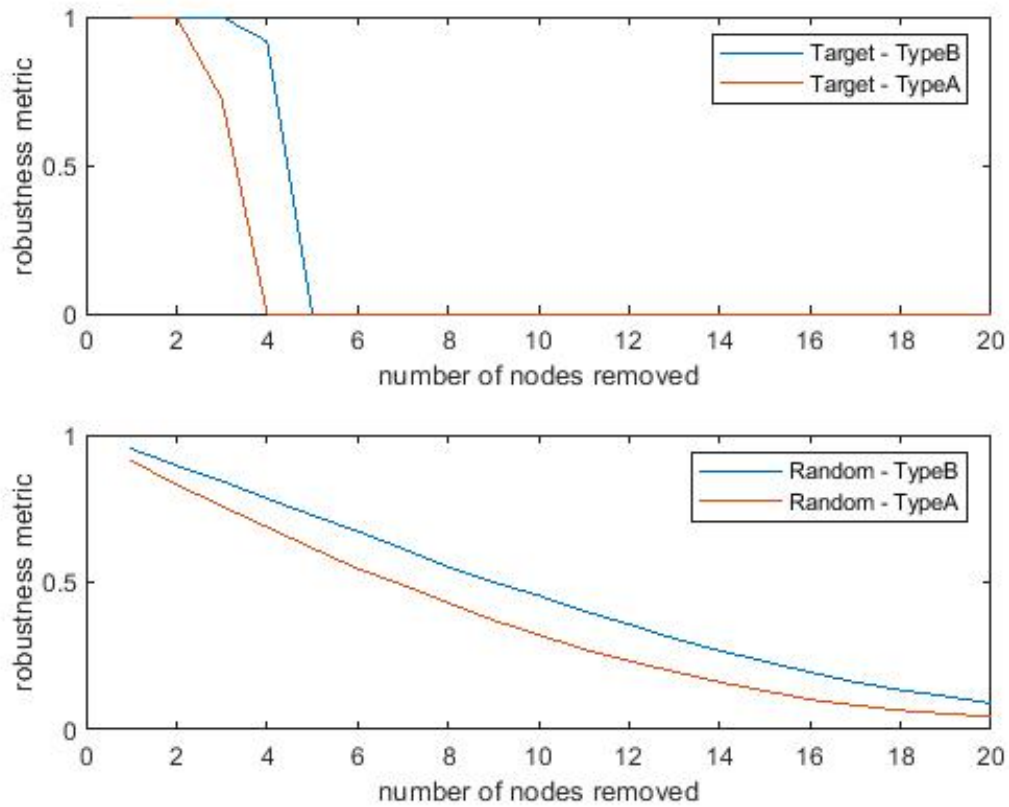 1
0.5
0
robustness metric
Target - TypeB
Target - TypeA
0 2 4 6 8 10 12 14 16 18 20
number of nodes removed
1
0.5
0
robustness metric
Random - TypeB
Random - TypeA
0 2 4 6 8 10 12 14 16 18 20
number of nodes removed